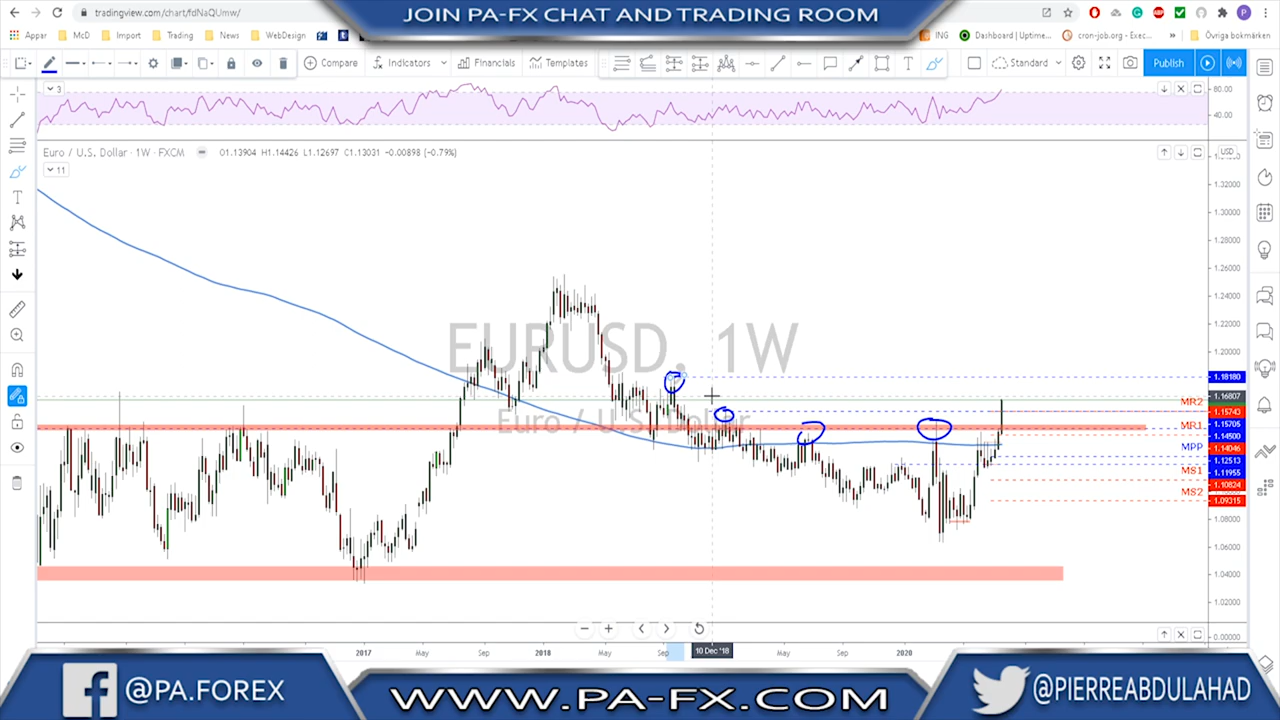 JOIN PA-FX CHAT AND TRADING ROOM
tradingview.com/chart/fdNaQUmw/
P
Appar
McD
Import
Trading
News
WebDesign
ING
Dashboard | Uptime...
cron-job.org - Exec...
»
Övriga bokmärken
Compare
Indicators
Financials
Templates
Standard
Publish
3
80.00
40.00
Euro / U.S. Dollar · 1W · FXCM
O1.13904 H1.14426 L1.12697 C1.13031 −0.00898 (−0.79%)
USD
11
1.32000
1.30000
1.28000
1.26000
1.24000
1.22000
1.20000
EURUSD, 1W
Euro / U.S. Dollar
1.18180
1.16807
MR2
1.15743
MR1
1.15705
1.14500
MPP
1.14046
1.12513
MS1
1.11955
1.10824
MS2
1.09315
1.08000
1.06000
1.04000
1.02000
0.00000
2017
May
Sep
2018
May
Sep
10 Dec '18
May
Sep
2020
@PA.FOREX
WWW.PA-FX.COM
@PIERREABDULAHAD